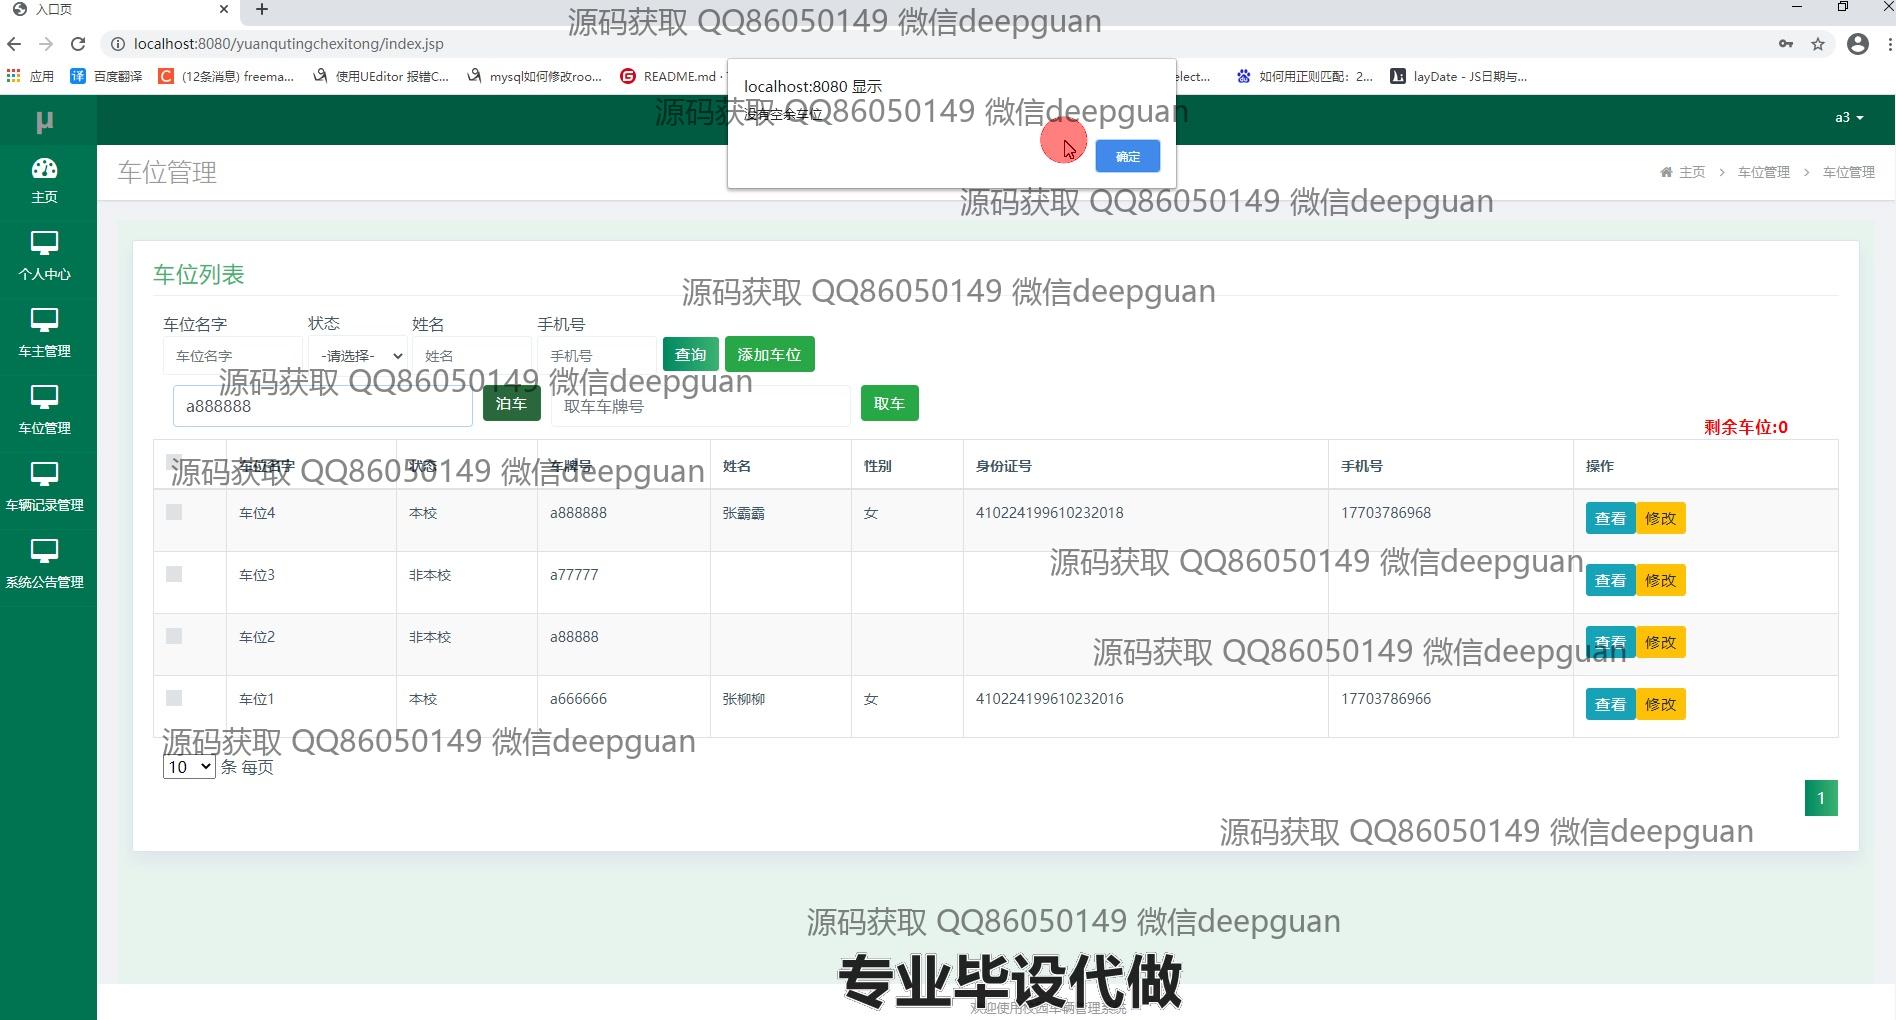 入口页
localhost:8080/yuanqutingchexitong/index.jsp
应用 百度翻译 (12条消息) freema... 使用UEditor 报错C... mysql如何修改roo... README.md · elect... 如何用正则匹配：2... layDate - JS日期与...
源码获取 QQ86050149 微信deepguan
localhost:8080 显示
没有空余车位
确定
源码获取 QQ86050149 微信deepguan
μ
a3
车位管理
主页 > 车位管理 > 车位管理
源码获取 QQ86050149 微信deepguan
主页
个人中心
车主管理
车位管理
车辆记录管理
系统公告管理
车位列表
源码获取 QQ86050149 微信deepguan
车位名字 状态 姓名 手机号
车位名字 -请选择- 姓名 手机号 查询 添加车位
源码获取 QQ86050149 微信deepguan
a888888 泊车 取车车牌号 取车
剩余车位:0
车位名字 状态 车牌号 姓名 性别 身份证号 手机号 操作
源码获取 QQ86050149 微信deepguan
车位4 本校 a888888 张霸霸 女 410224199610232018 17703786968 查看 修改
源码获取 QQ86050149 微信deepguan
车位3 非本校 a77777 查看 修改
车位2 非本校 a88888 查看 修改
源码获取 QQ86050149 微信deepguan
车位1 本校 a666666 张柳柳 女 410224199610232016 17703786966 查看 修改
源码获取 QQ86050149 微信deepguan
10 条 每页
1
源码获取 QQ86050149 微信deepguan
源码获取 QQ86050149 微信deepguan
专业毕设代做
欢迎使用校园车辆管理系统